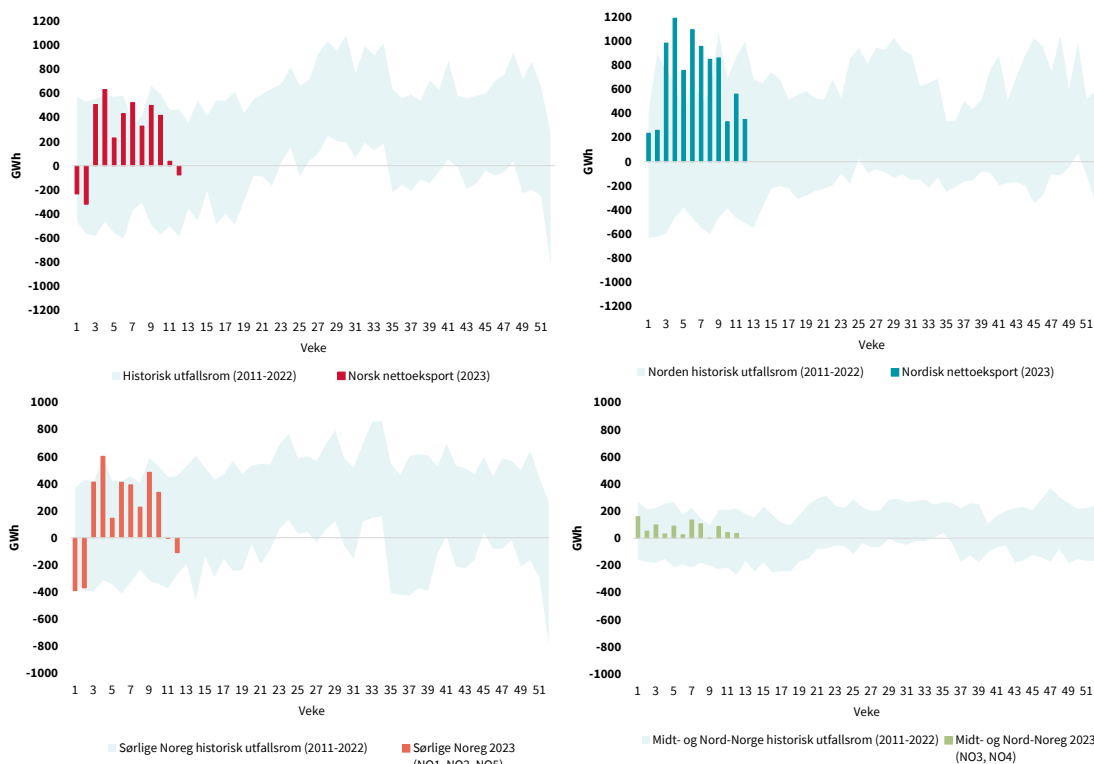 1200
1000
800
600
400
200
0
-200
-400
-600
-800
-1000
-1200
GWh
1 3 5 7 9 11 13 15 17 19 21 23 25 27 29 31 33 35 37 39 41 43 45 47 49 51
Veke
Historisk utfallsrom (2011-2022) Norsk nettoeksport (2023)
1200
1000
800
600
400
200
0
-200
-400
-600
-800
-1000
-1200
GWh
1 3 5 7 9 11 13 15 17 19 21 23 25 27 29 31 33 35 37 39 41 43 45 47 49 51
Veke
Norden historisk utfallsrom (2011-2022) Nordisk nettoeksport (2023)
1000
800
600
400
200
0
-200
-400
-600
-800
-1000
GWh
1 3 5 7 9 11 13 15 17 19 21 23 25 27 29 31 33 35 37 39 41 43 45 47 49 51
Veke
Sørlige Noreg historisk utfallsrom (2011-2022) Sørlige Noreg 2023
(NO1, NO2, NO5)
1000
800
600
400
200
0
-200
-400
-600
-800
-1000
GWh
1 3 5 7 9 11 13 15 17 19 21 23 25 27 29 31 33 35 37 39 41 43 45 47 49 51
Veke
Midt- og Nord-Norge historisk utfallsrom (2011-2022) Midt- og Nord-Noreg 2023
(NO3, NO4)